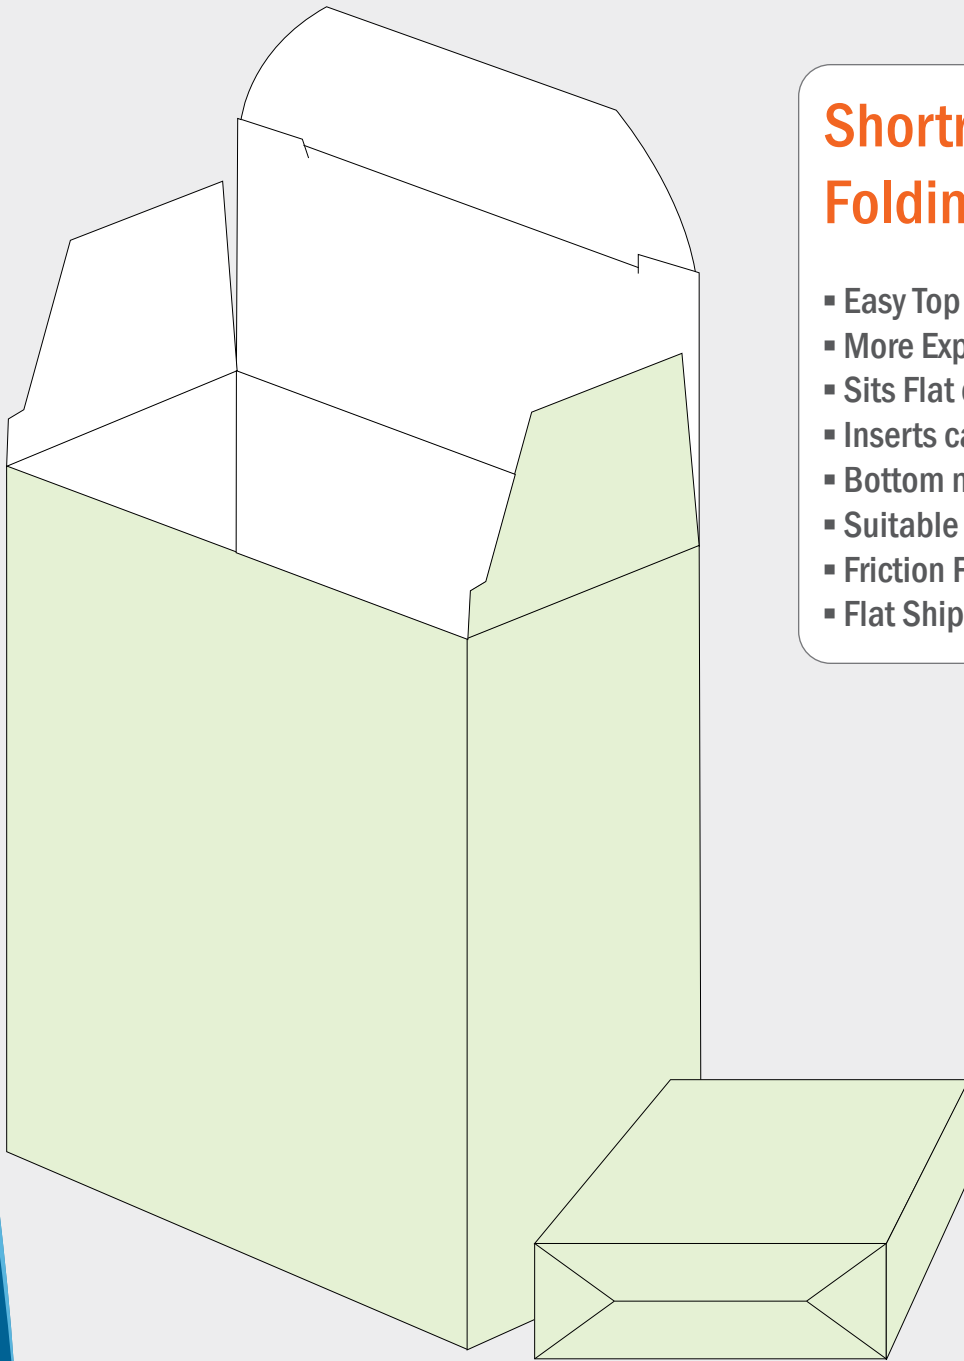 Shortr
Foldin
▪ Easy Top
▪ More Exp
▪ Sits Flat
▪ Inserts ca
▪ Bottom
▪ Suitable
▪ Friction F
▪ Flat Ship